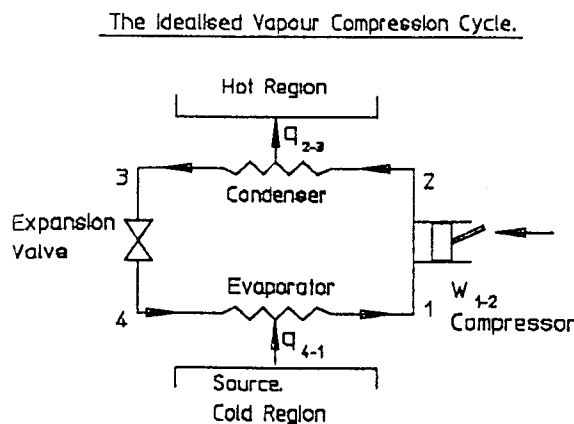 The Idealised Vapour Compression Cycle.
Hot Region
q2-3
3
2
Condenser
Expansion
Valve
Evaporator
4
1
W1-2
Compressor
q4-1
Source.
Cold Region